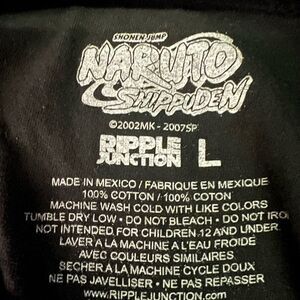 SHONEN JUMP
NARUTO
SHIPPUDEN
©2002MK - 2007SP
RIPPLE
JUNCTION L
MADE IN MEXICO / FABRIQUE EN MEXIQUE
100% COTTON / 100% COTON
MACHINE WASH COLD WITH LIKE COLORS
TUMBLE DRY LOW • DO NOT BLEACH • DO NOT IRO
NOT INTENDED FOR CHILDREN 12 AND UNDER
LAVER A LA MACHINE A L'EAU FROIDE
AVEC COULEURS SIMILAIRES
SECHER A LA MACHINE CYCLE DOUX
NE PAS JAVELLISER • NE PAS REPASSER
www.RIPPLEJUNCTION.com